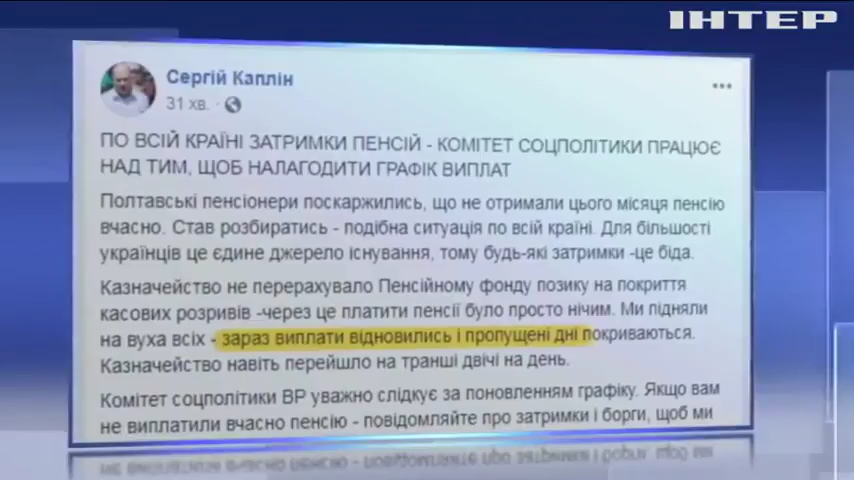 ІНТЕР
Сергій Каплін
31 хв. ·
ПО ВСІЙ КРАЇНІ ЗАТРИМКИ ПЕНСІЙ - КОМІТЕТ СОЦПОЛІТИКИ ПРАЦЮЄ
НАД ТИМ, ЩОБ НАЛАГОДИТИ ГРАФІК ВИПЛАТ
Полтавські пенсіонери поскаржились, що не отримали цього місяця пенсію
вчасно. Став розбиратись - подібна ситуація по всій країні. Для більшості
українців це єдине джерело існування, тому будь-які затримки -це біда.
Казначейство не перерахувало Пенсійному фонду позику на покриття
касових розривів -через це платити пенсії було просто нічим. Ми підняли
на вуха всіх - зараз виплати відновились і пропущені дні покриваються.
Казначейство навіть перейшло на транші двічі на день.
Комітет соцполітики ВР уважно слідкує за поновленням графіку. Якщо вам
не виплатили вчасно пенсію - повідомляйте про затримки і борги, щоб ми